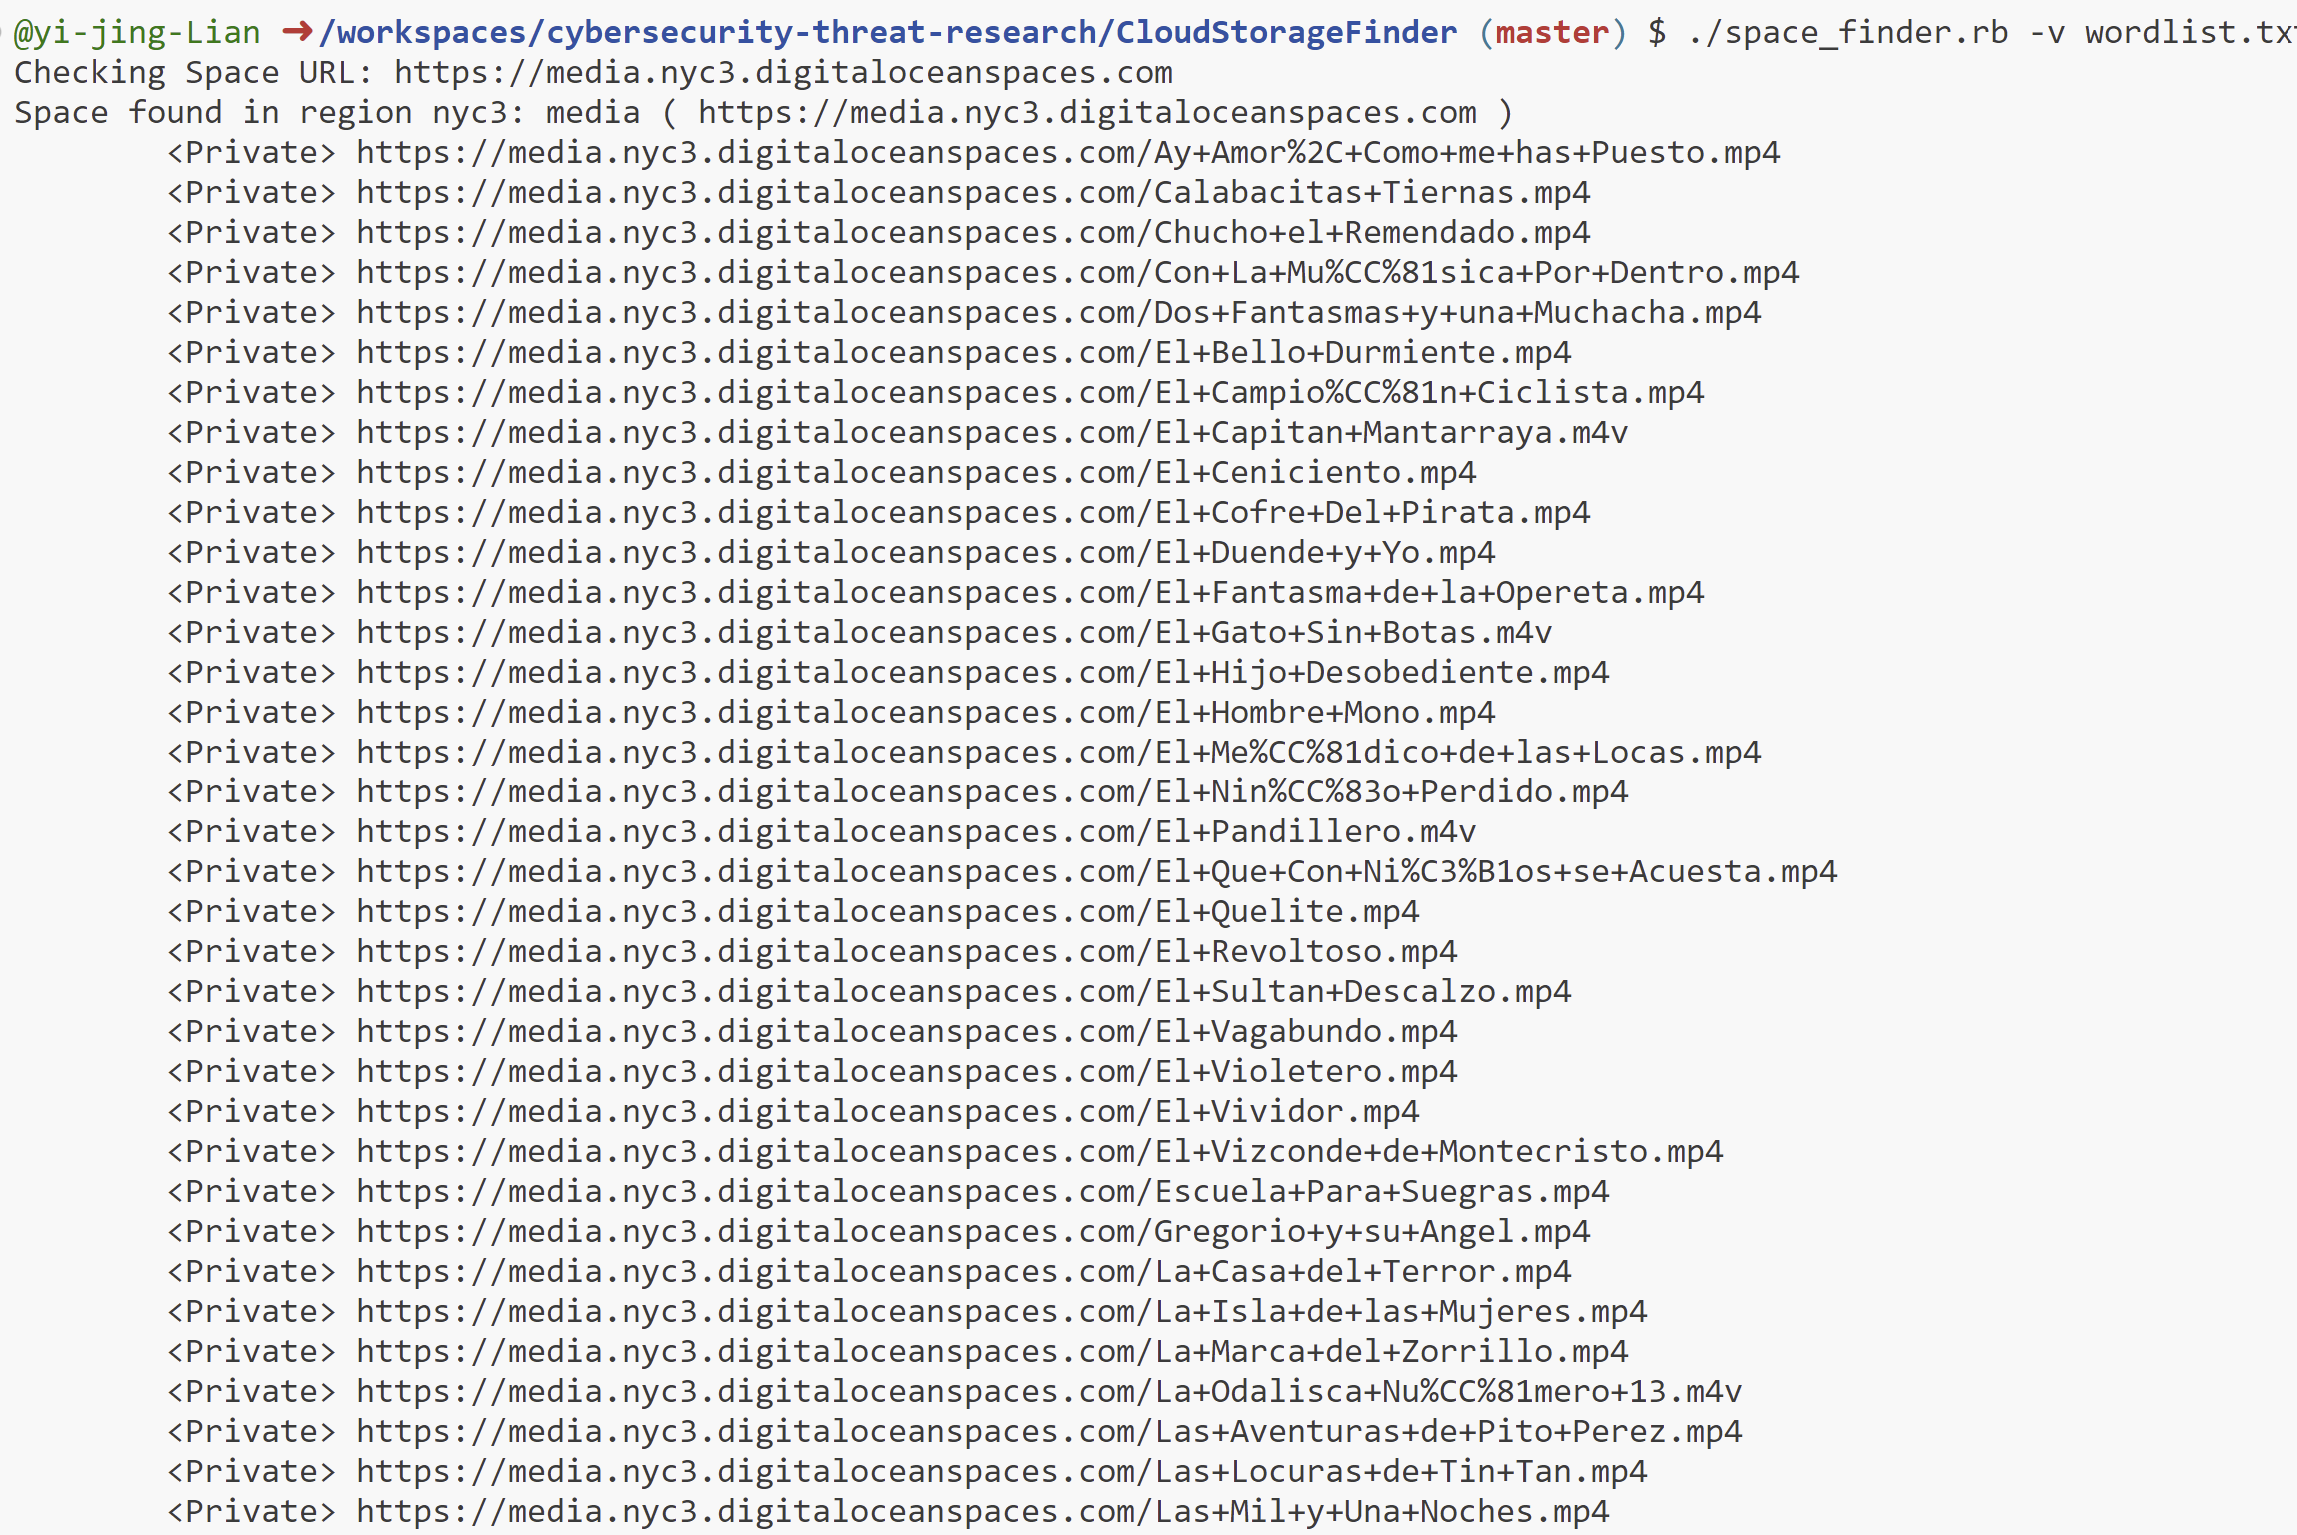 @yi-jing-Lian ➜/workspaces/cybersecurity-threat-research/CloudStorageFinder (master) $ ./space_finder.rb -v wordlist.txt
Checking Space URL: https://media.nyc3.digitaloceanspaces.com
Space found in region nyc3: media ( https://media.nyc3.digitaloceanspaces.com )
<Private> https://media.nyc3.digitaloceanspaces.com/Ay+Amor%2C+Como+me+has+Puesto.mp4
<Private> https://media.nyc3.digitaloceanspaces.com/Calabacitas+Tiernas.mp4
<Private> https://media.nyc3.digitaloceanspaces.com/Chucho+el+Remendado.mp4
<Private> https://media.nyc3.digitaloceanspaces.com/Con+La+Mu%CC%81sica+Por+Dentro.mp4
<Private> https://media.nyc3.digitaloceanspaces.com/Dos+Fantasmas+y+una+Muchacha.mp4
<Private> https://media.nyc3.digitaloceanspaces.com/El+Bello+Durmiente.mp4
<Private> https://media.nyc3.digitaloceanspaces.com/El+Campio%CC%81n+Ciclista.mp4
<Private> https://media.nyc3.digitaloceanspaces.com/El+Capitan+Mantarraya.m4v
<Private> https://media.nyc3.digitaloceanspaces.com/El+Ceniciento.mp4
<Private> https://media.nyc3.digitaloceanspaces.com/El+Cofre+Del+Pirata.mp4
<Private> https://media.nyc3.digitaloceanspaces.com/El+Duende+y+Yo.mp4
<Private> https://media.nyc3.digitaloceanspaces.com/El+Fantasma+de+la+Opereta.mp4
<Private> https://media.nyc3.digitaloceanspaces.com/El+Gato+Sin+Botas.m4v
<Private> https://media.nyc3.digitaloceanspaces.com/El+Hijo+Desobediente.mp4
<Private> https://media.nyc3.digitaloceanspaces.com/El+Hombre+Mono.mp4
<Private> https://media.nyc3.digitaloceanspaces.com/El+Me%CC%81dico+de+las+Locas.mp4
<Private> https://media.nyc3.digitaloceanspaces.com/El+Nin%CC%83o+Perdido.mp4
<Private> https://media.nyc3.digitaloceanspaces.com/El+Pandillero.m4v
<Private> https://media.nyc3.digitaloceanspaces.com/El+Que+Con+Ni%C3%B1os+se+Acuesta.mp4
<Private> https://media.nyc3.digitaloceanspaces.com/El+Quelite.mp4
<Private> https://media.nyc3.digitaloceanspaces.com/El+Revoltoso.mp4
<Private> https://media.nyc3.digitaloceanspaces.com/El+Sultan+Descalzo.mp4
<Private> https://media.nyc3.digitaloceanspaces.com/El+Vagabundo.mp4
<Private> https://media.nyc3.digitaloceanspaces.com/El+Violetero.mp4
<Private> https://media.nyc3.digitaloceanspaces.com/El+Vividor.mp4
<Private> https://media.nyc3.digitaloceanspaces.com/El+Vizconde+de+Montecristo.mp4
<Private> https://media.nyc3.digitaloceanspaces.com/Escuela+Para+Suegras.mp4
<Private> https://media.nyc3.digitaloceanspaces.com/Gregorio+y+su+Angel.mp4
<Private> https://media.nyc3.digitaloceanspaces.com/La+Casa+del+Terror.mp4
<Private> https://media.nyc3.digitaloceanspaces.com/La+Isla+de+las+Mujeres.mp4
<Private> https://media.nyc3.digitaloceanspaces.com/La+Marca+del+Zorrillo.mp4
<Private> https://media.nyc3.digitaloceanspaces.com/La+Odalisca+Nu%CC%81mero+13.m4v
<Private> https://media.nyc3.digitaloceanspaces.com/Las+Aventuras+de+Pito+Perez.mp4
<Private> https://media.nyc3.digitaloceanspaces.com/Las+Locuras+de+Tin+Tan.mp4
<Private> https://media.nyc3.digitaloceanspaces.com/Las+Mil+y+Una+Noches.mp4